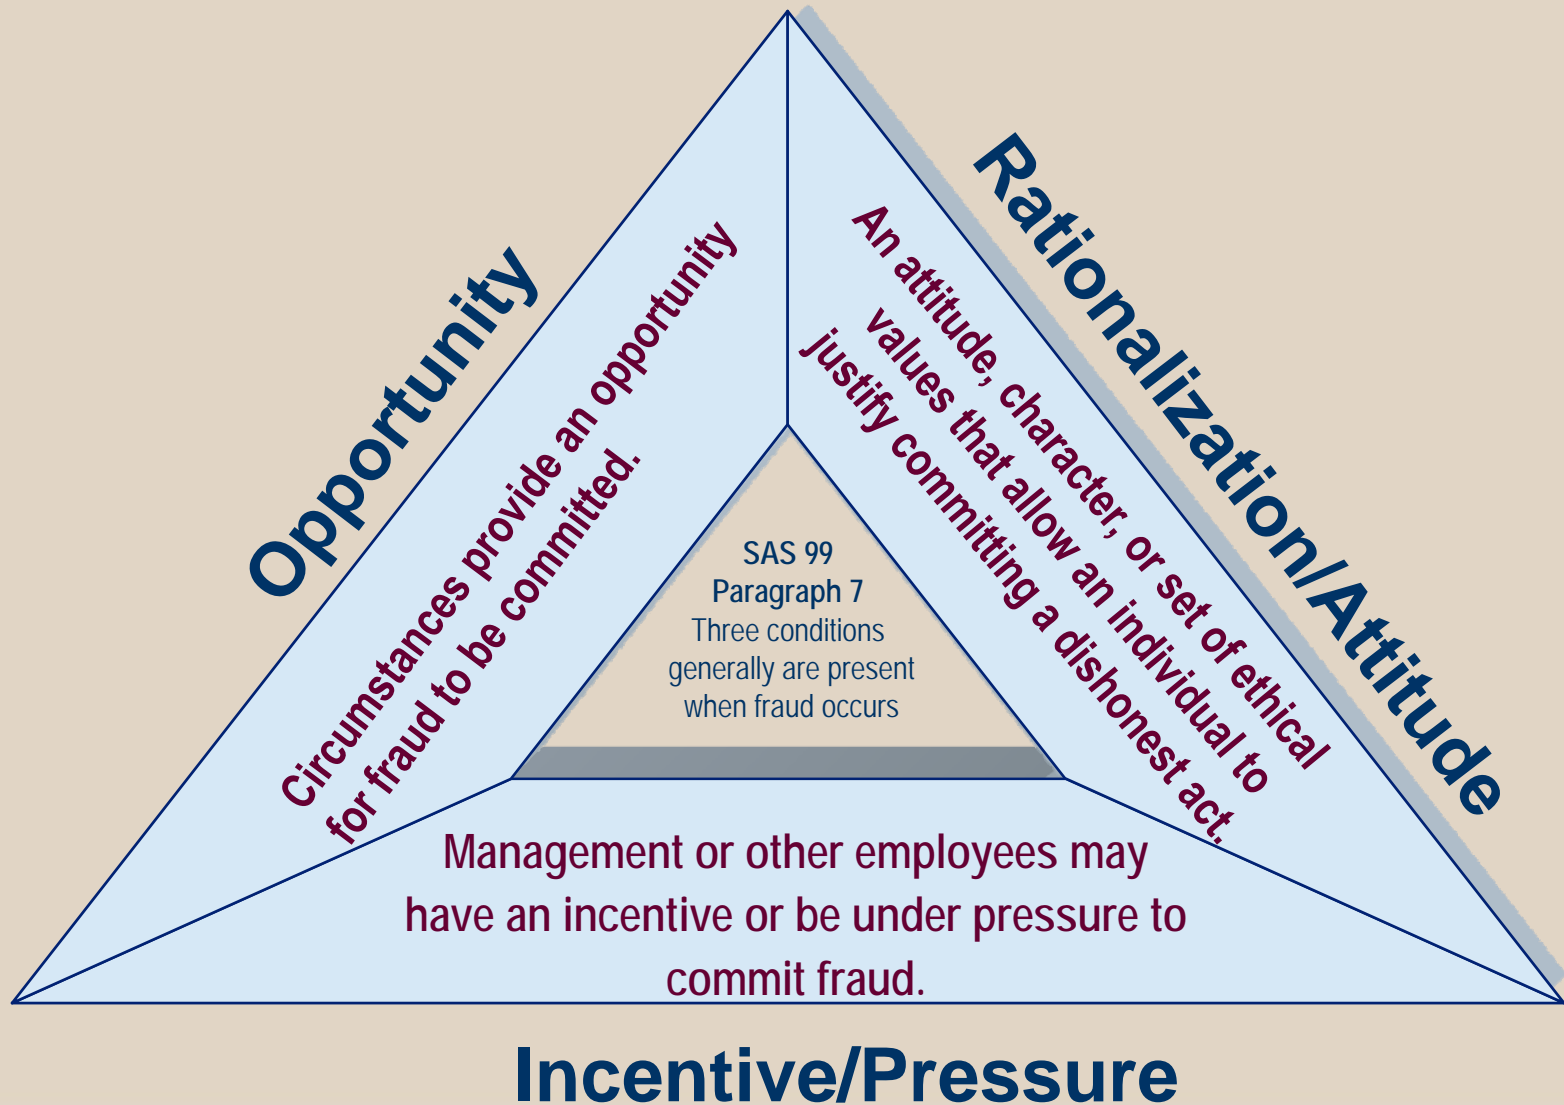 Opportunity
Circumstances provide an opportunity
for fraud to be committed.
Rationalization/Attitude
An attitude, character, or set of ethical
values that allow an individual to
justify committing a dishonest act.
SAS 99
Paragraph 7
Three conditions
generally are present
when fraud occurs
Management or other employees may
have an incentive or be under pressure to
commit fraud.
Incentive/Pressure